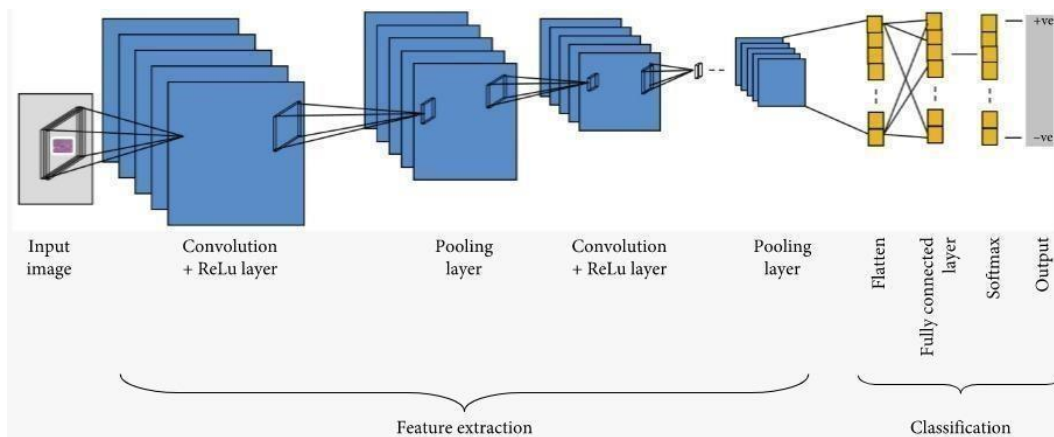 +ve
–ve
Input
image
Convolution
+ ReLu layer
Pooling
layer
Convolution
+ ReLu layer
Pooling
layer
Flatten
Fully connected
layer
Softmax
Output
Feature extraction
Classification